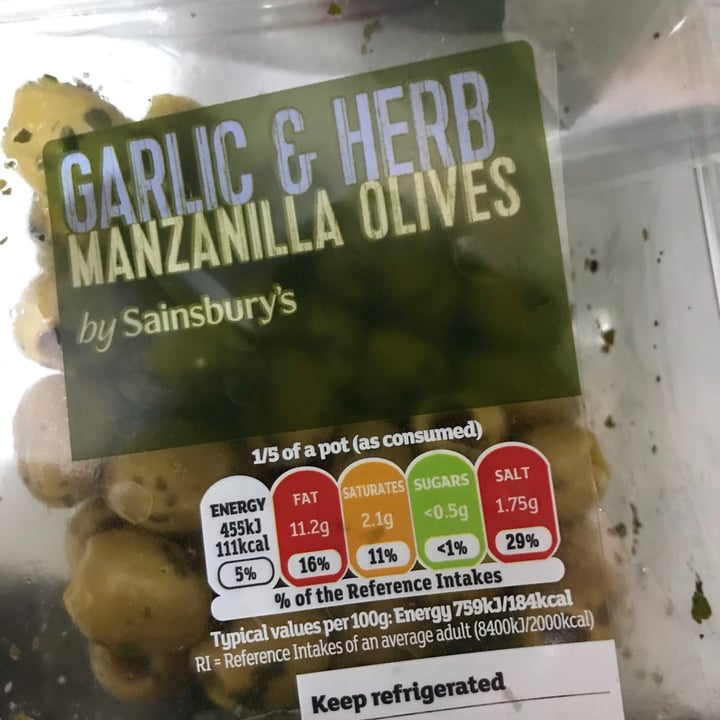 GARLIC & HERB
MANZANILLA OLIVES
by Sainsbury's
1/5 of a pot (as consumed)
ENERGY
455kJ
111kcal
5%
FAT
11.2g
16%
SATURATES
2.1g
11%
SUGARS
<0.5g
<1%
SALT
1.75g
29%
% of the Reference Intakes
Typical values per 100g: Energy 759kJ/184kcal
RI = Reference Intakes of an average adult (8400kJ/2000kcal)
Keep refrigerated